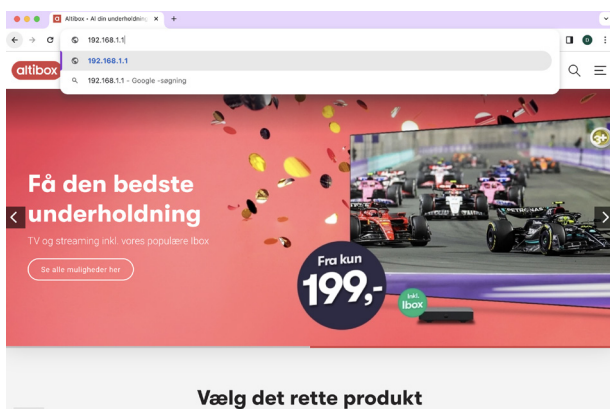 Altibox - Al din underholdning
192.168.1.1
192.168.1.1
192.168.1.1 - Google -søgning
altibox
Få den bedste
underholdning
TV og streaming inkl. vores populære Ibox
Se alle muligheder her
Fra kun
199,-
Inkl.
Ibox
3+
PETRONAS
Vælg det rette produkt